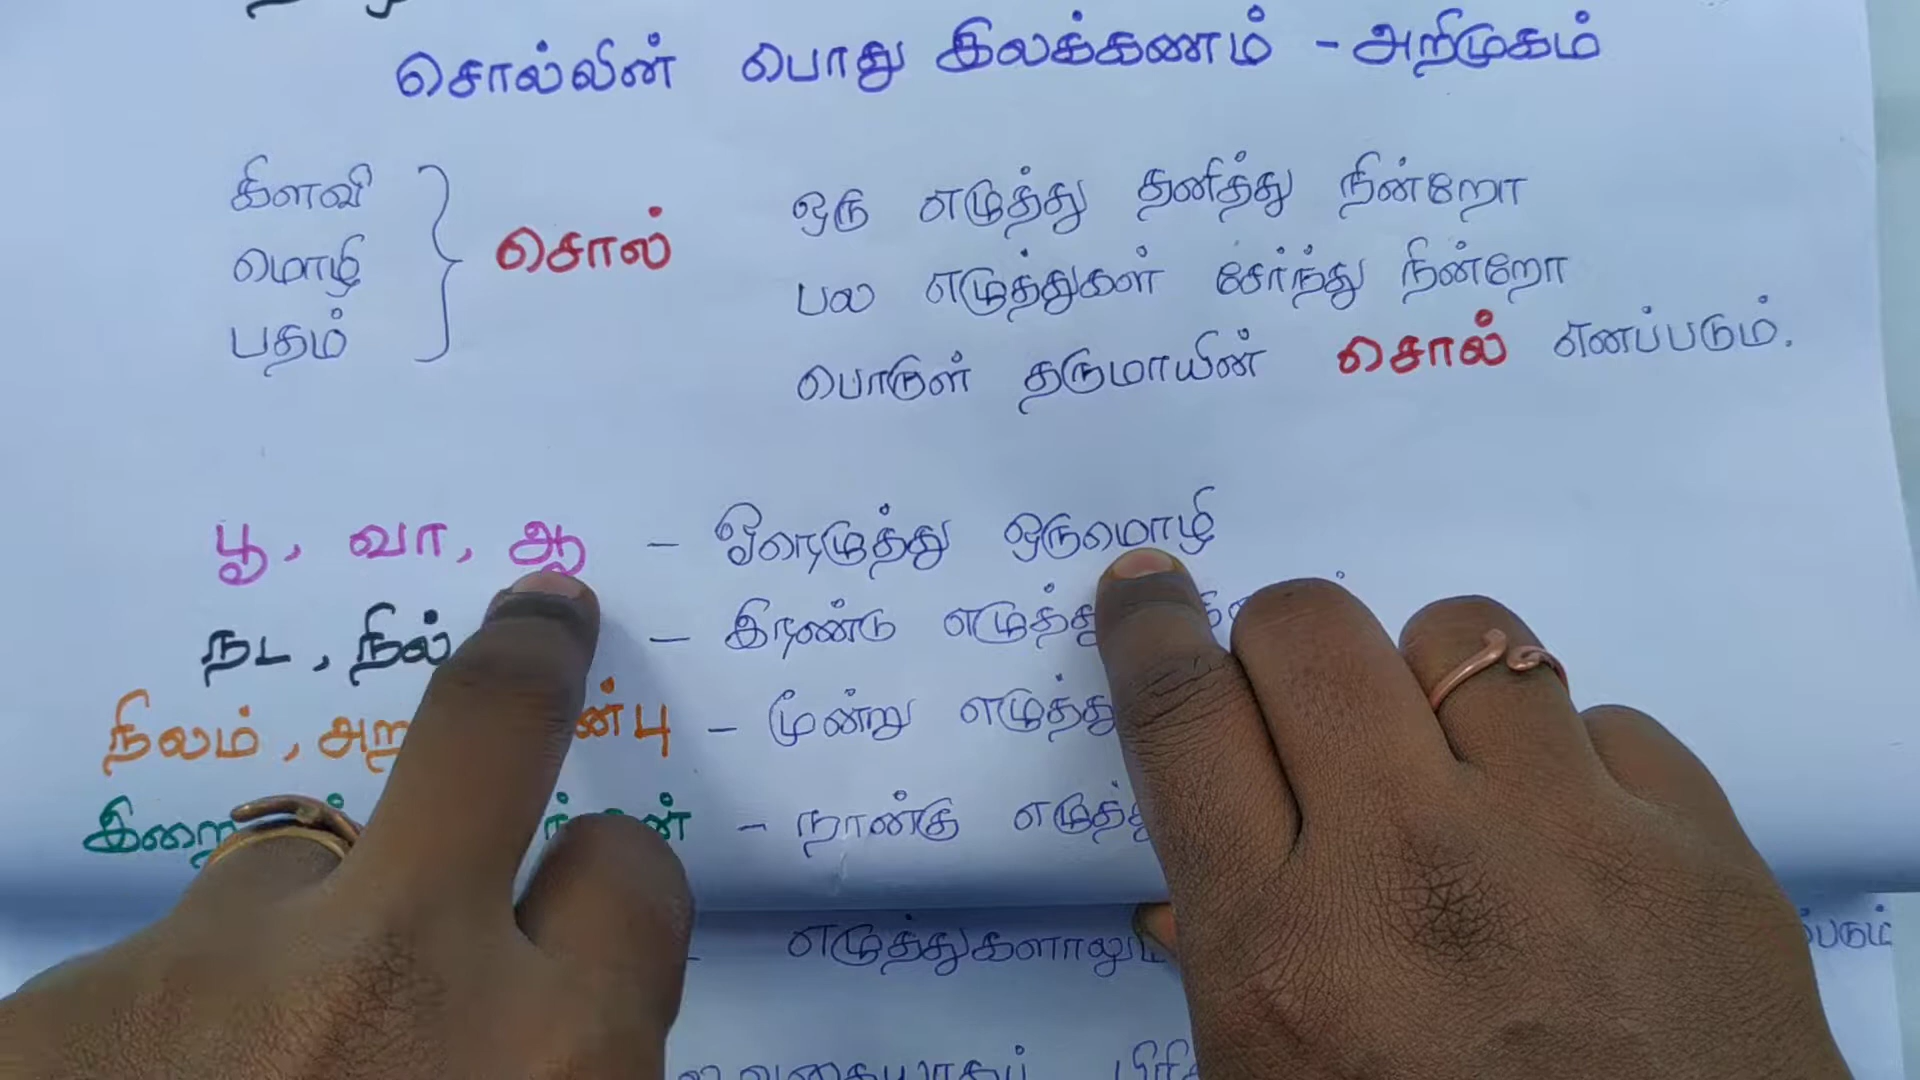 சொல்லின் பொது இலக்கணம் - அறிமுகம்
கிளவி
மொழி
பதம்
சொல்
ஒரு எழுத்து தனித்து நின்றோ
பல எழுத்துகள் சேர்ந்து நின்றோ
பொருள் தருமாயின் சொல் எனப்படும்.
பூ, வா, ஆ - ஓரெழுத்து ஒருமொழி
நட, நில் - இரண்டு எழுத்து
நிலம், - மூன்று எழுத்து
- நான்கு எழுத்து
எழுத்துகளாலும்